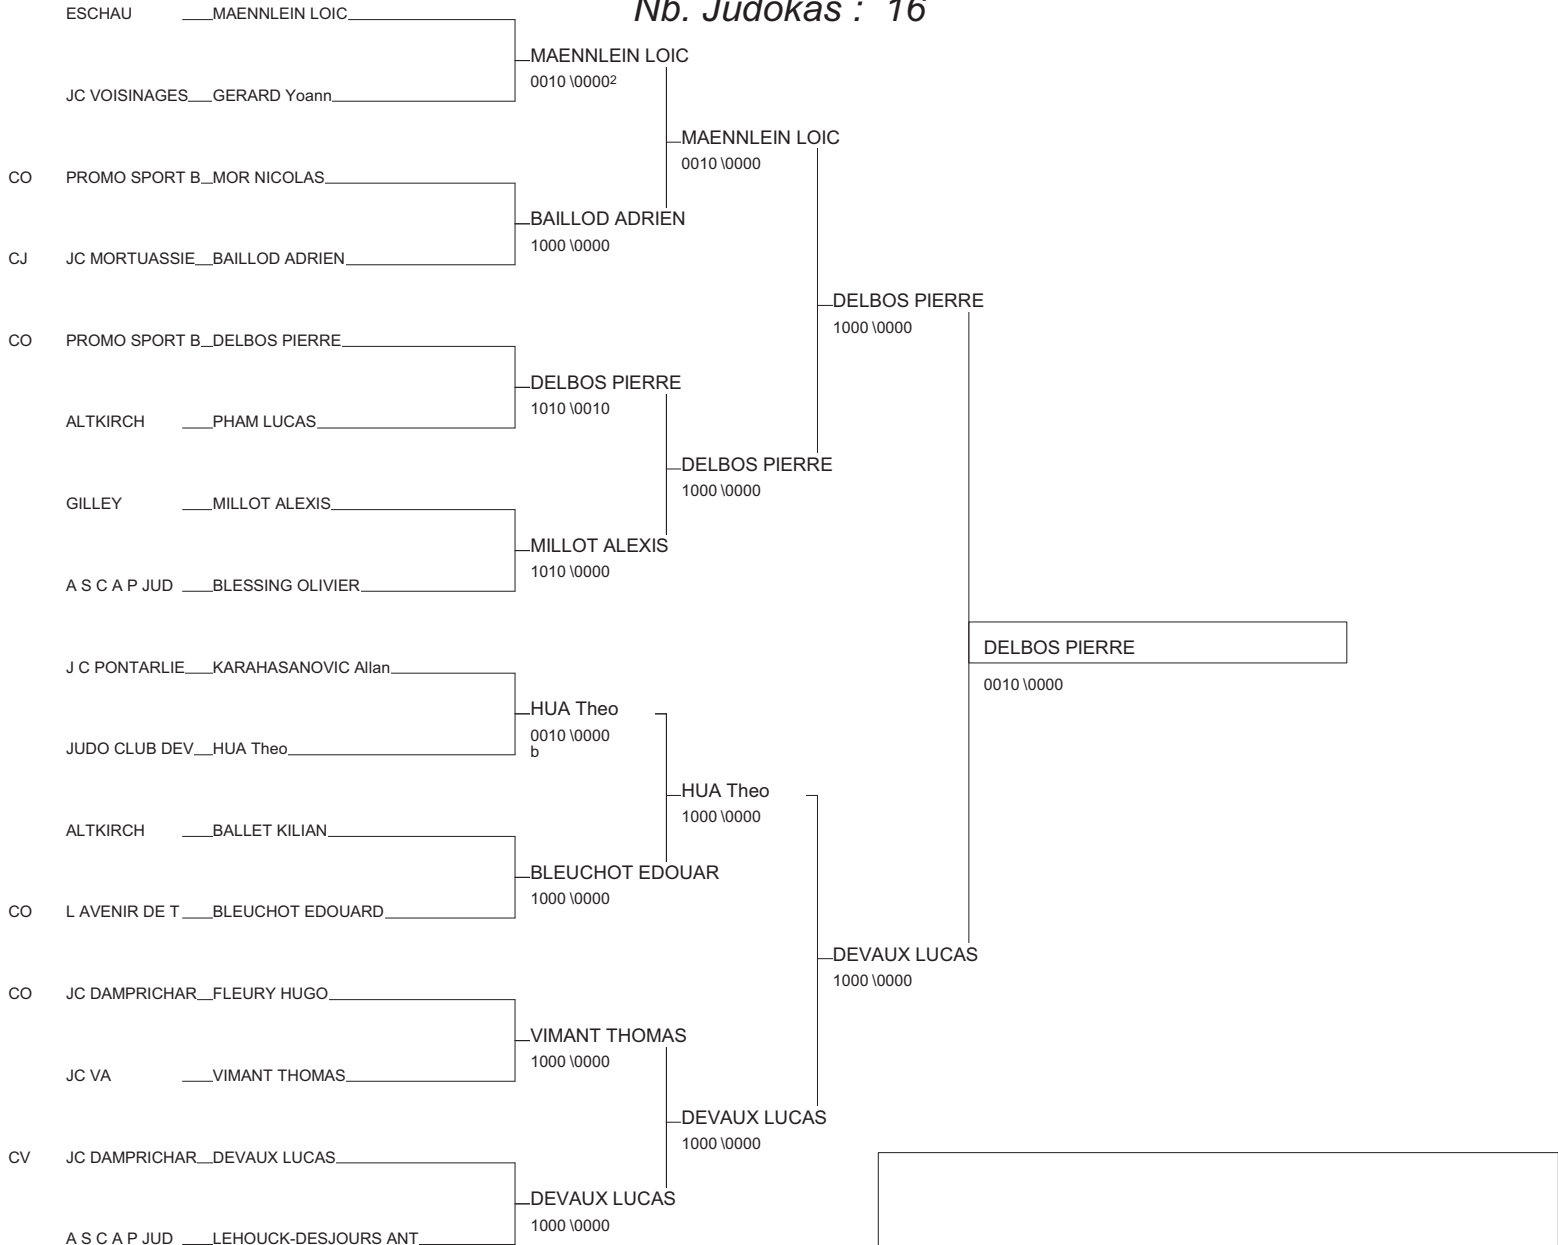 Nb. Judokas : 16
ESCHAU MAENNLEIN LOIC
MAENNLEIN LOIC
0010 \0000²
JC VOISINAGES GERARD Yoann
MAENNLEIN LOIC
0010 \0000
CO PROMO SPORT B MOR NICOLAS
BAILLOD ADRIEN
1000 \0000
CJ JC MORTUASSIE BAILLOD ADRIEN
DELBOS PIERRE
1000 \0000
CO PROMO SPORT B DELBOS PIERRE
DELBOS PIERRE
1010 \0010
ALTKIRCH PHAM LUCAS
DELBOS PIERRE
1000 \0000
GILLEY MILLOT ALEXIS
MILLOT ALEXIS
1010 \0000
A S C A P JUD BLESSING OLIVIER
DELBOS PIERRE
0010 \0000
J C PONTARLIE KARAHASANOVIC Allan
HUA Theo
0010 \0000
b
JUDO CLUB DEV HUA Theo
HUA Theo
1000 \0000
ALTKIRCH BALLET KILIAN
BLEUCHOT EDOUAR
1000 \0000
CO L AVENIR DE T BLEUCHOT EDOUARD
DEVAUX LUCAS
1000 \0000
CO JC DAMPRICHAR FLEURY HUGO
VIMANT THOMAS
1000 \0000
JC VA VIMANT THOMAS
DEVAUX LUCAS
1000 \0000
CV JC DAMPRICHAR DEVAUX LUCAS
DEVAUX LUCAS
1000 \0000
A S C A P JUD LEHOUCK-DESJOURS ANT